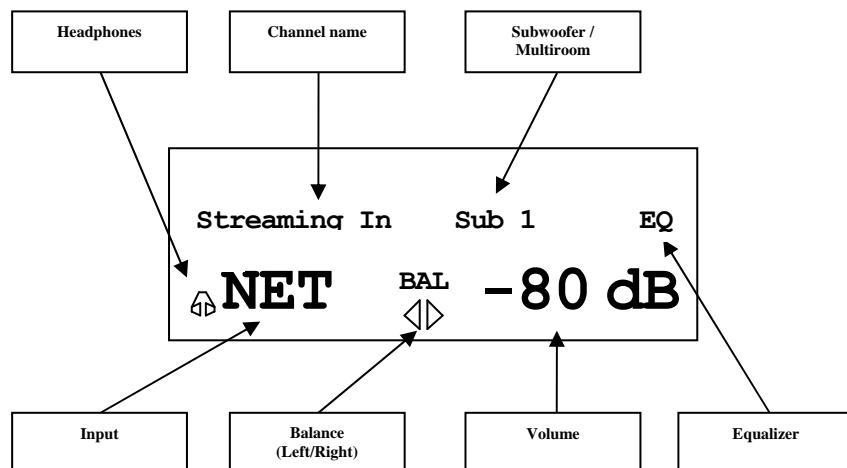 Headphones
Channel name
Subwoofer /
Multiroom
Streaming In
Sub 1
EQ
NET
BAL
-80 dB
Input
Balance
(Left/Right)
Volume
Equalizer